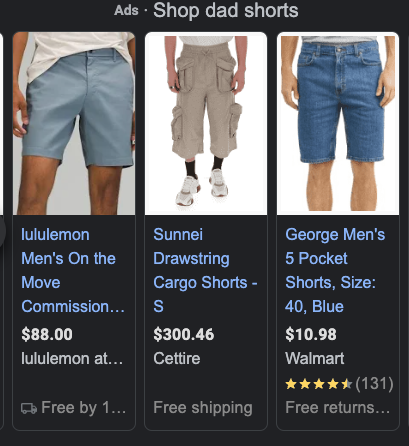 Ads · Shop dad shorts
lululemon
Men's On the
Move
Commission...
$88.00
lululemon at...
Free by 1...
Sunnei
Drawstring
Cargo Shorts -
S
$300.46
Cettire
Free shipping
George Men's
5 Pocket
Shorts, Size:
40, Blue
$10.98
Walmart
(131)
Free returns...